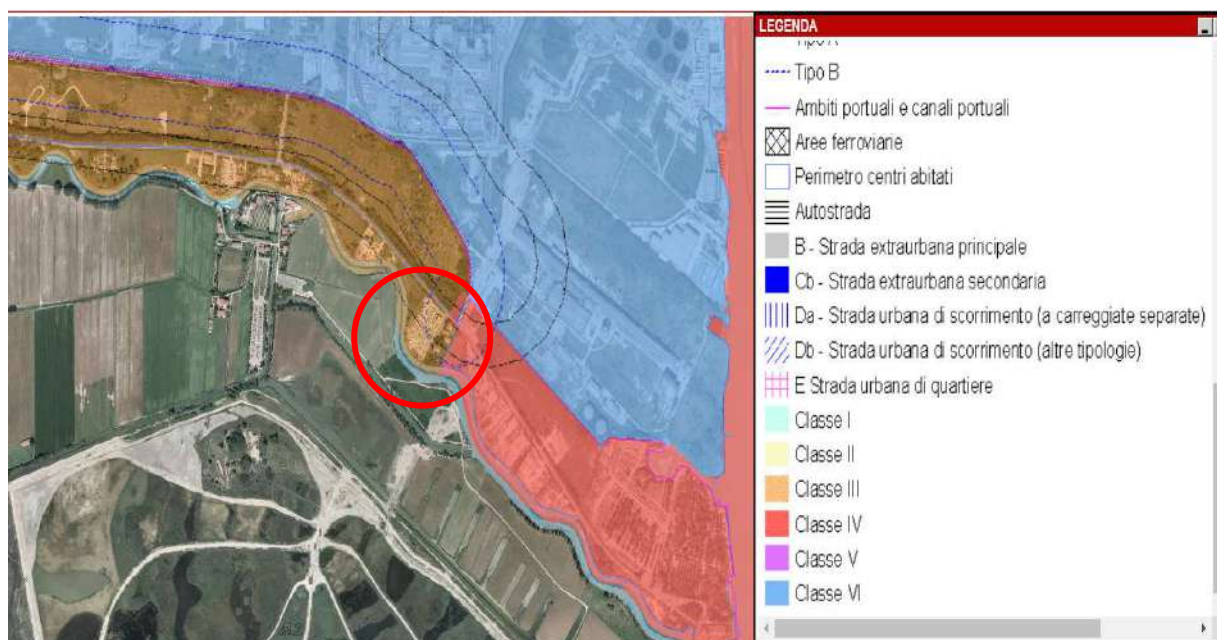 LEGENDA
Tipo A
Tipo B
Ambiti portuali e canali portuali
Aree ferroviane
Perimetro centri abitati
Autostrada
B - Strada extraurbana principale
Cb - Strada extraurbana secondaria
Da - Strada urbana di scorrimento (a carreggiate separate)
Db - Strada urbana di scorrimento (altre tipologie)
E Strada urbana di quartiere
Classe I
Classe II
Classe III
Classe IV
Classe V
Classe VI